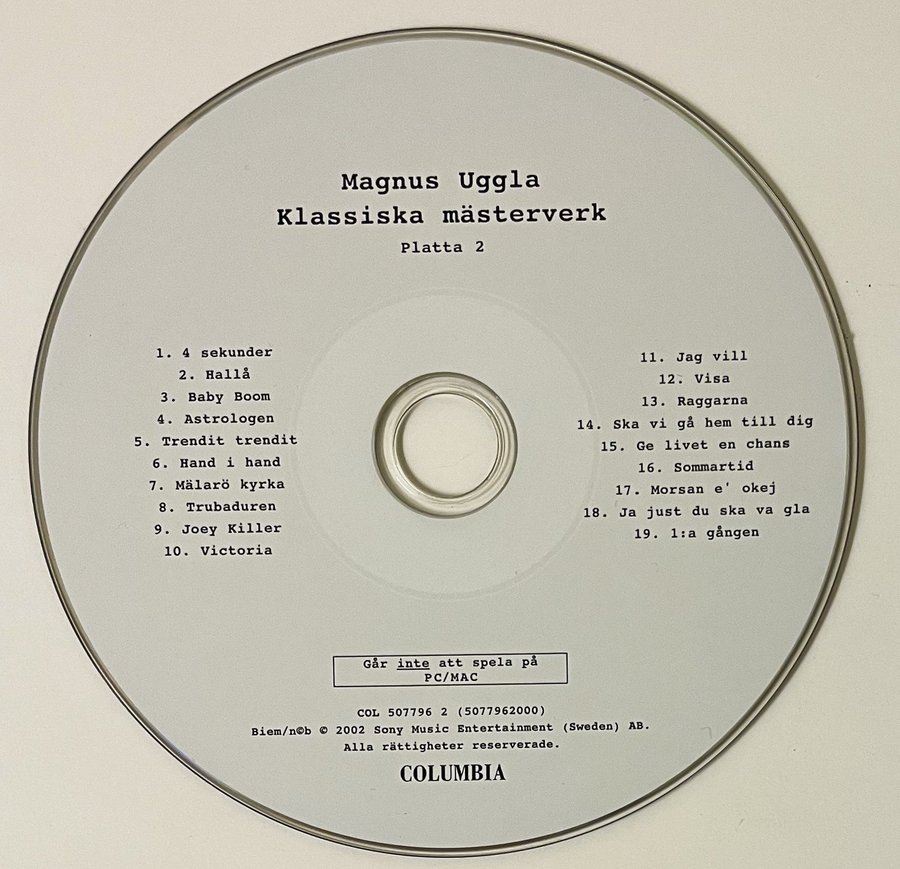 Magnus Uggla
Klassiska mästerverk
Platta 2
1. 4 sekunder
2. Hallå
3. Baby Boom
4. Astrologen
5. Trendit trendit
6. Hand i hand
7. Mälarö kyrka
8. Trubaduren
9. Joey Killer
10. Victoria
11. Jag vill
12. Visa
13. Raggarna
14. Ska vi gå hem till dig
15. Ge livet en chans
16. Sommartid
17. Morsan e' okej
18. Ja just du ska va gla
19. 1:a gången
Går inte att spela på
PC/MAC
COL 507796 2 (5077962000)
Biem/n©b © 2002 Sony Music Entertainment (Sweden) AB.
Alla rättigheter reserverade.
COLUMBIA